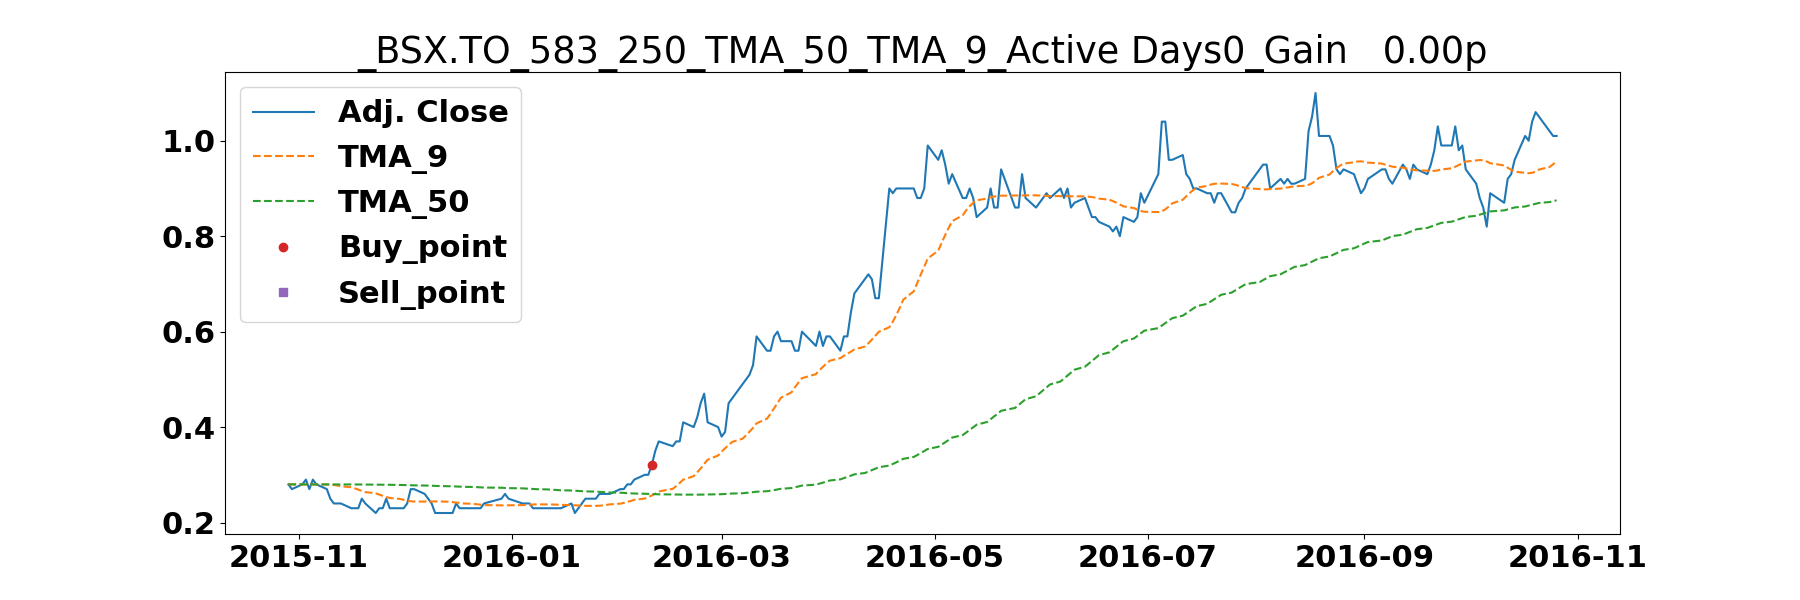 _BSX.TO_583_250_TMA_50_TMA_9_Active Days0_Gain   0.00p
Adj. Close
TMA_9
TMA_50
Buy_point
Sell_point
1.0
0.8
0.6
0.4
0.2
2015-11 2016-01 2016-03 2016-05 2016-07 2016-09 2016-11